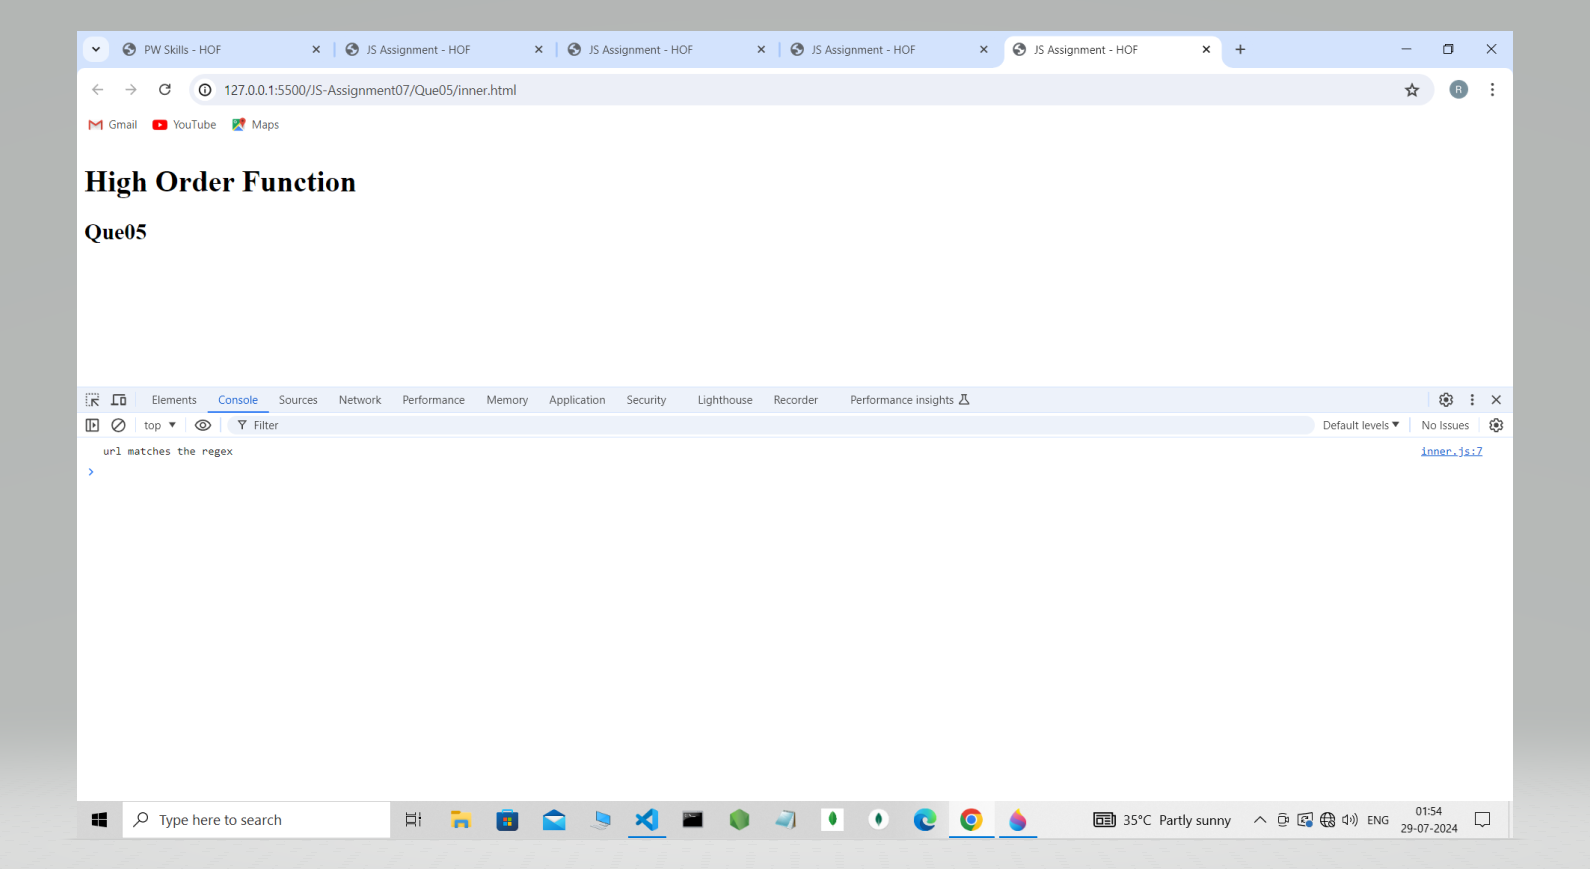 PW Skills - HOF
JS Assignment - HOF
JS Assignment - HOF
JS Assignment - HOF
JS Assignment - HOF
127.0.0.1:5500/JS-Assignment07/Que05/inner.html
R
Gmail
YouTube
Maps
High Order Function
Que05
Elements Console Sources Network Performance Memory Application Security Lighthouse Recorder Performance insights
top Filter Default levels No Issues
url matches the regex inner.js:7
Type here to search
35°C Partly sunny
ENG
01:54
29-07-2024